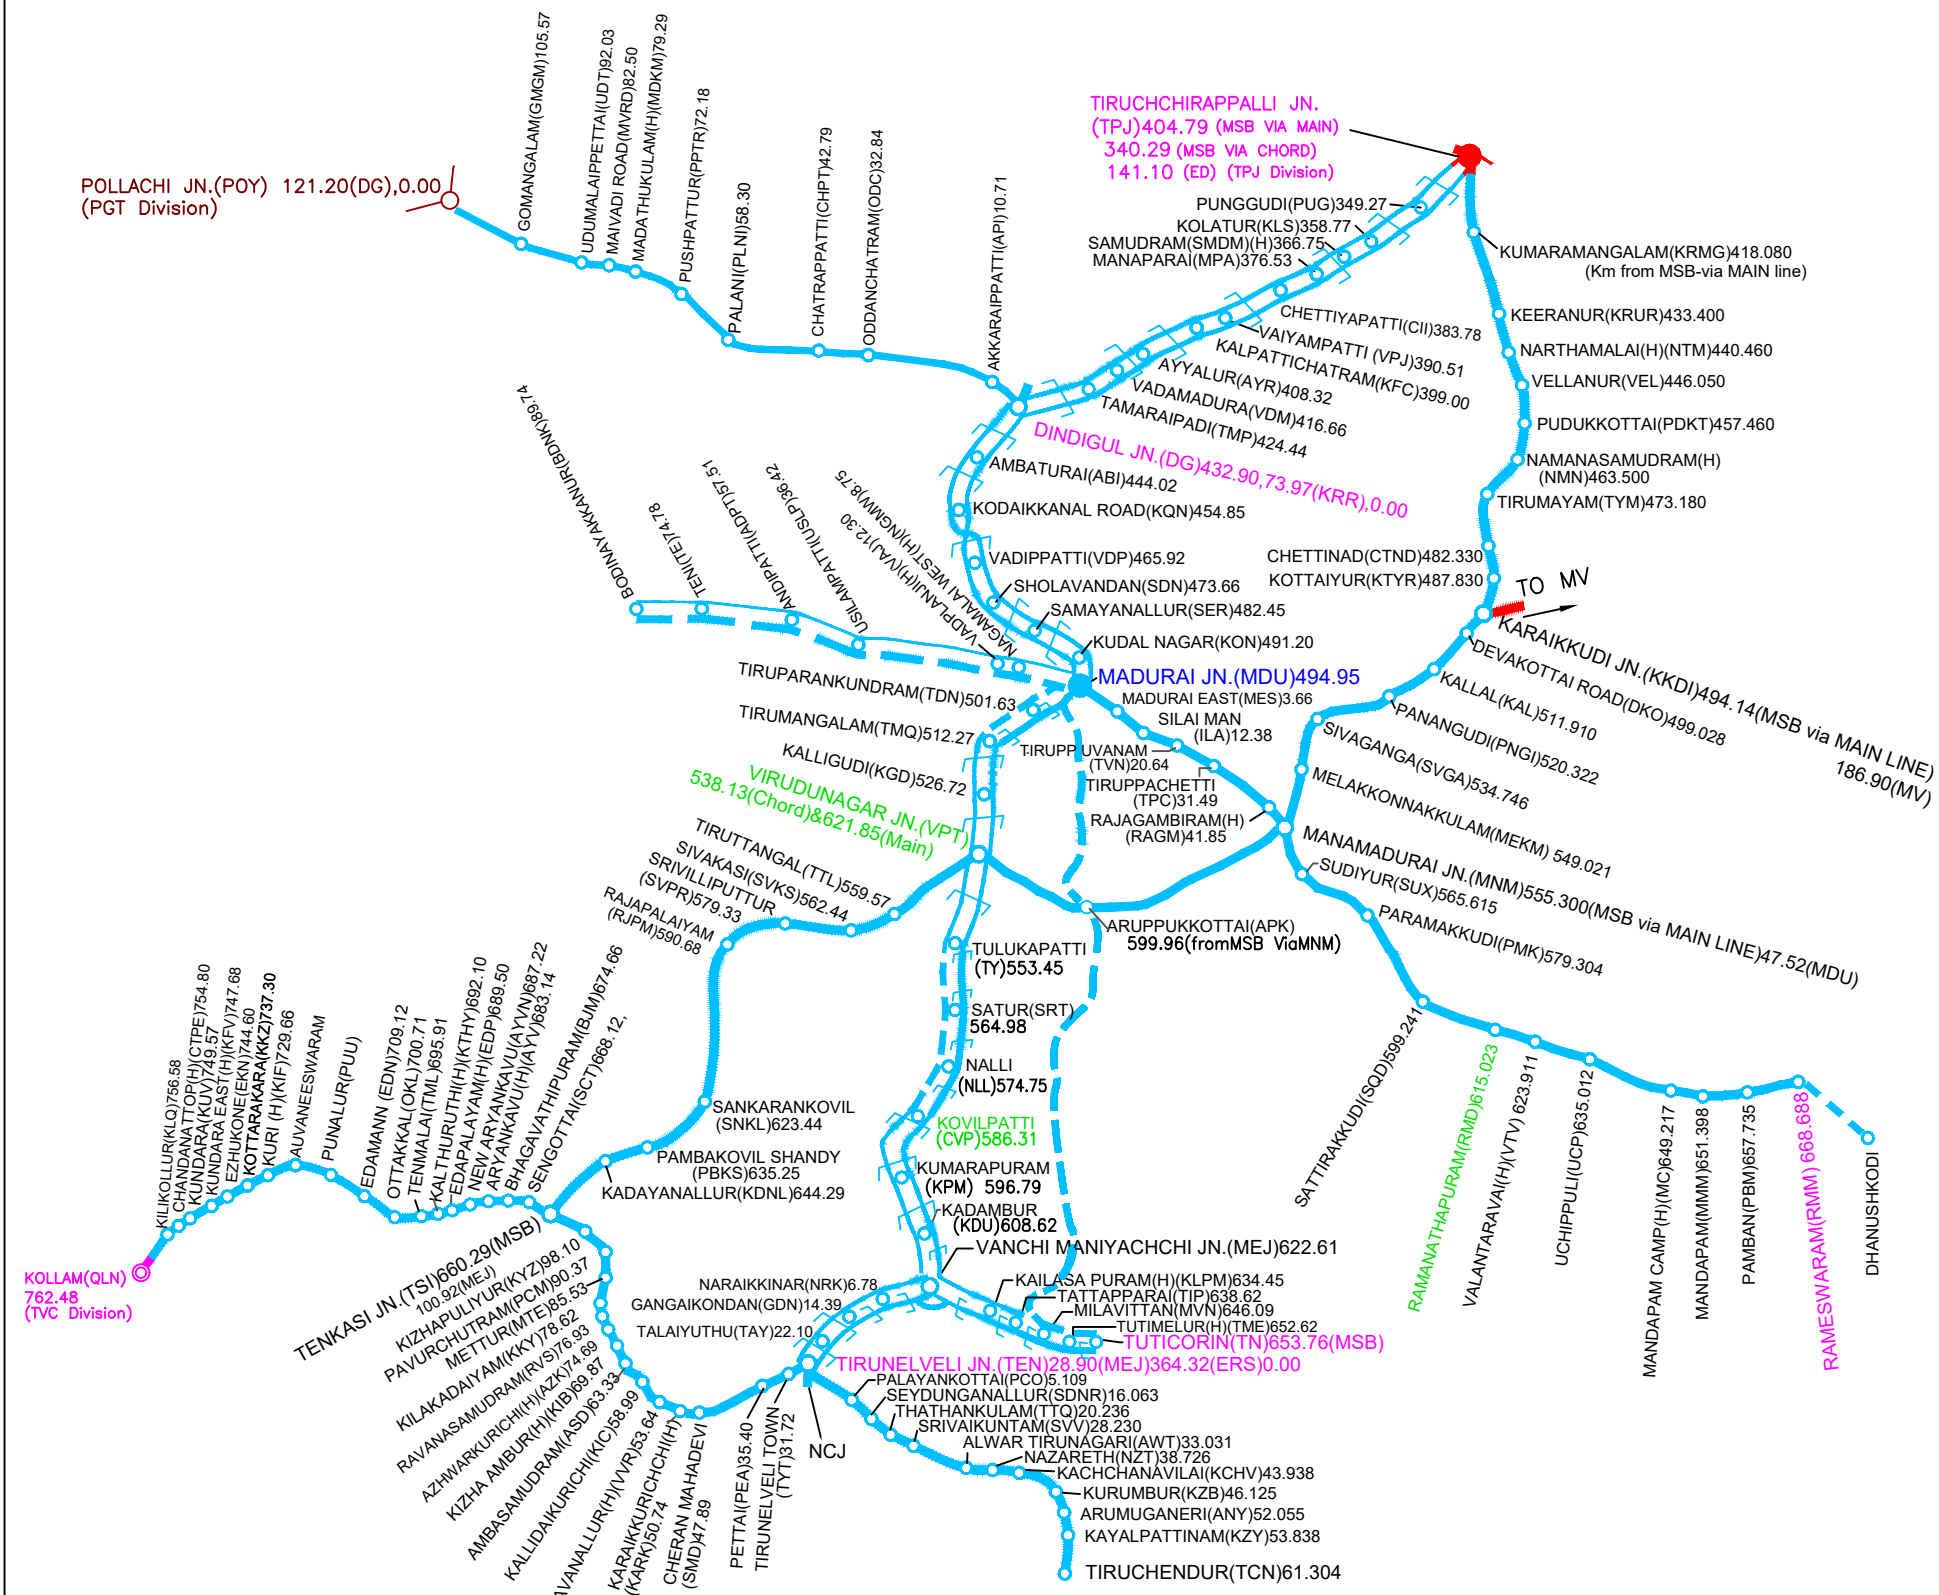 GOMANGALAM(GMGM)105.57
UDUMALAIPPETTAI(UDT)92.03
MAIVADI ROAD(MVRD)82.50
MADATHUKULAM(H)(MDKM)79.29
PUSHPATTUR(PPTR)72.18
PALANI(PLNI)58.30
CHATRAPPATTI(CHPT)42.79
ODDANCHATRAM(ODC)32.84
AKKARAIPPATTI(API)10.71
POLLACHI JN.(POY) 121.20(DG),0.00
(PGT Division)
TIRUCHCHIRAPPALLI JN.
(TPJ)404.79 (MSB VIA MAIN)
340.29 (MSB VIA CHORD)
141.10 (ED) (TPJ Division)
PUNGGUDI(PUG)349.27
KOLATUR(KLS)358.77
SAMUDRAM(SMDM)(H)366.75
MANAPARAI(MPA)376.53
CHETTIYAPATTI(CII)383.78
VAIYAMPATTI (VPJ)390.51
KALPATTICHATRAM(KFC)399.00
AYYALUR(AYR)408.32
VADAMADURA(VDM)416.66
TAMARAIPADI(TMP)424.44
DINDIGUL JN.(DG)432.90,73.97(KRR),0.00
KUMARAMANGALAM(KRMG)418.080
(Km from MSB-via MAIN line)
KEERANUR(KRUR)433.400
NARTHAMALAI(H)(NTM)440.460
VELLANUR(VEL)446.050
PUDUKKOTTAI(PDKT)457.460
NAMANASAMUDRAM(H)
(NMN)463.500
TIRUMAYAM(TYM)473.180
CHETTINAD(CTND)482.330
KOTTAIYUR(KTYR)487.830
TO MV
KARAIKKUDI JN.(KKDI)494.14(MSB via MAIN LINE)
186.90(MV)
DEVAKOTTAI ROAD(DKO)499.028
KALLAL(KAL)511.910
PANANGUDI(PNGI)520.322
SIVAGANGA(SVGA)534.746
MELAKKONNAKKULAM(MEKM) 549.021
MANAMADURAI JN.(MNM)555.300(MSB via MAIN LINE)47.52(MDU)
AMBATURAI(ABI)444.02
KODAIKKANAL ROAD(KQN)454.85
VADIPPATTI(VDP)465.92
SHOLAVANDAN(SDN)473.66
SAMAYANALLUR(SER)482.45
KUDAL NAGAR(KON)491.20
MADURAI JN.(MDU)494.95
BODINAYAKKANUR(BDNK)89.74
TENI(TE)74.78
ANDIPATTI(ADPT)57.51
USILAMPATTI(USLP)36.42
VADPLANJI(H)(VAJ)12.30
NAGAMALAI WEST(H)(NGMW)8.75
MADURAI EAST(MES)3.66
SILAI MAN
(ILA)12.38
TIRUPPUVANAM
(TVN)20.64
TIRUPPACHETTI
(TPC)31.49
RAJAGAMBIRAM(H)
(RAGM)41.85
TIRUPARANKUNDRAM(TDN)501.63
TIRUMANGALAM(TMQ)512.27
KALLIGUDI(KGD)526.72
VIRUDUNAGAR JN.(VPT)
538.13(Chord)&621.85(Main)
TIRUTTANGAL(TTL)559.57
SIVAKASI(SVKS)562.44
SRIVILLIPUTTUR
(SVPR)579.33
RAJAPALAIYAM
(RJPM)590.68
SANKARANKOVIL
(SNKL)623.44
PAMBAKOVIL SHANDY
(PBKS)635.25
KADAYANALLUR(KDNL)644.29
ARUPPUKKOTTAI(APK)
599.96(fromMSB ViaMNM)
SUDIYUR(SUX)565.615
PARAMAKKUDI(PMK)579.304
SATTIRAKKUDI(SQD)599.241
RAMANATHAPURAM(RMD)615.023
VALANTARAVAI(H)(VTV) 623.911
UCHIPPULI(UCP)635.012
MANDAPAM CAMP(H)(MC)649.217
MANDAPAM(MMM)651.398
PAMBAN(PBM)657.735
RAMESWARAM(RMM) 668.688
DHANUSHKODI
TULUKAPATTI
(TY)553.45
SATUR(SRT)
564.98
NALLI
(NLL)574.75
KOVILPATTI
(CVP)586.31
KUMARAPURAM
(KPM) 596.79
KADAMBUR
(KDU)608.62
VANCHI MANIYACHCHI JN.(MEJ)622.61
KAILASA PURAM(H)(KLPM)634.45
TATTAPPARAI(TIP)638.62
MILAVITTAN(MVN)646.09
TUTIMELUR(H)(TME)652.62
TUTICORIN(TN)653.76(MSB)
NARAIKKINAR(NRK)6.78
GANGAIKONDAN(GDN)14.39
TALAIYUTHU(TAY)22.10
TIRUNELVELI JN.(TEN)28.90(MEJ)364.32(ERS)0.00
PALAYANKOTTAI(PCO)5.109
SEYDUNGANALLUR(SDNR)16.063
THATHANKULAM(TTQ)20.236
SRIVAIKUNTAM(SVV)28.230
ALWAR TIRUNAGARI(AWT)33.031
NAZARETH(NZT)38.726
KACHCHANAVILAI(KCHV)43.938
KURUMBUR(KZB)46.125
ARUMUGANERI(ANY)52.055
KAYALPATTINAM(KZY)53.838
TIRUCHENDUR(TCN)61.304
NCJ
KOLLAM(QLN)
762.48
(TVC Division)
KILIKOLLUR(KLQ)756.58
CHANDANATTOP(H)(CTPE)754.80
KUNDARA(KUV)749.57
KUNDARA EAST(H)(KFV)747.68
EZHUKONE(EKN)744.60
KOTTARAKARA(KKZ)737.30
KURI (H)(KIF)729.66
AUVANEESWARAM
PUNALUR(PUU)
EDAMANN (EDN)709.12
OTTAKKAL(OKL)700.71
TENMALAI(TML)695.91
KALTHURUTHI(H)(KTHY)692.10
EDAPALAYAM(H)(EDP)689.50
NEW ARYANKAVU(AYVN)687.22
ARYANKAVU(H)(AYV)683.14
BHAGAVATHIPURAM(BJM)674.66
SENGOTTAI(SCT)668.12,
TENKASI JN.(TSI)660.29(MSB)
100.92(MEJ)
KIZHAPULIYUR(KYZ)98.10
PAVURCHUTRAM(PCM)90.37
METTUR(MTE)85.53
KILAKADAIYAM(KKY)78.62
RAVANASAMUDRAM(RVS)76.93
AZHWARKURICHI(H)(AZK)74.69
KIZHA AMBUR(H)(KIB)69.87
AMBASAMUDRAM(ASD)63.33
KALLIDAIKURICHI(KIC)58.99
AVANALLUR(H)(VVR)53.64
KARAIKKURICHCHI(H)
(KARK)50.74
CHERAN MAHADEVI
(SMD)47.89
PETTAI(PEA)35.40
TIRUNELVELI TOWN
(TYT)31.72